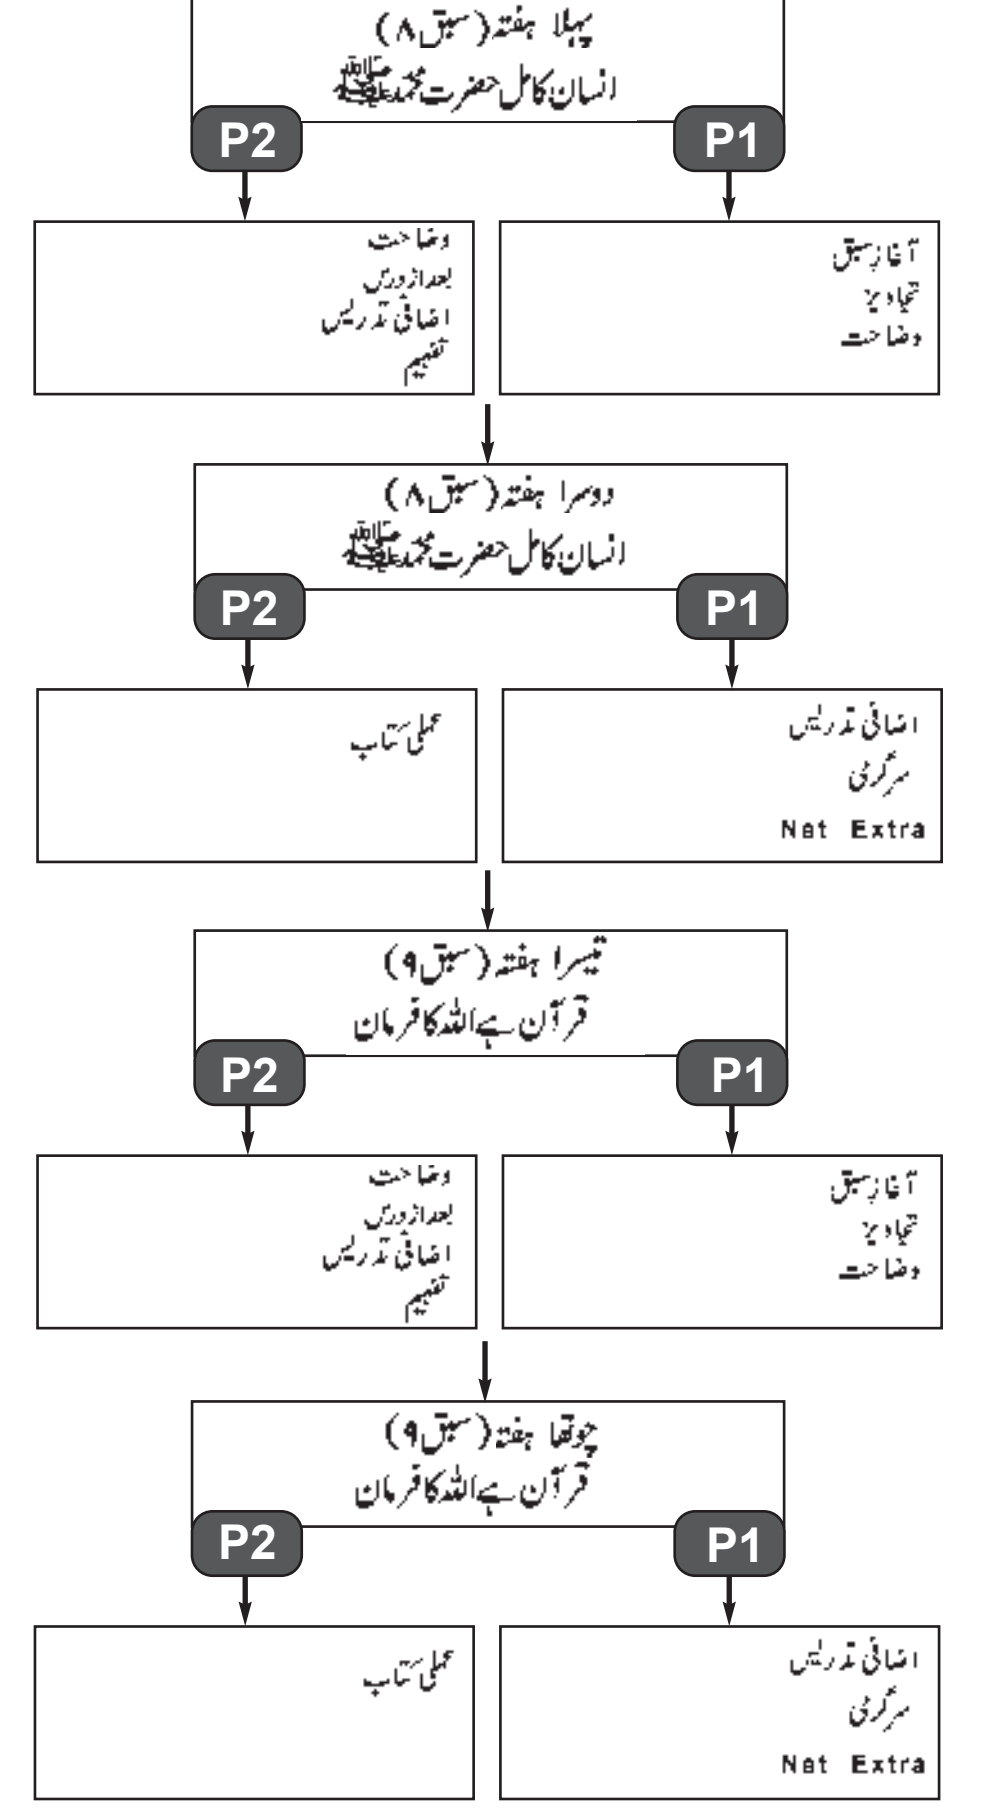 پہلا ہفتہ (سبق ۸)
انسان کامل حضرت محمد ﷺ
P1
P2
آغاز سبق
تجاویز
وضاحت
وضاحت
بعد از درس
اضافی تدریس
تفہیم
دوسرا ہفتہ (سبق ۸)
انسان کامل حضرت محمد ﷺ
P1
P2
اضافی تدریس
سرگرمی
Net Extra
عملی کتاب
تیسرا ہفتہ (سبق ۹)
قرآن ہے اللہ کا فرمان
P1
P2
آغاز سبق
تجاویز
وضاحت
وضاحت
بعد از درس
اضافی تدریس
تفہیم
چوتھا ہفتہ (سبق ۹)
قرآن ہے اللہ کا فرمان
P1
P2
اضافی تدریس
سرگرمی
Net Extra
عملی کتاب